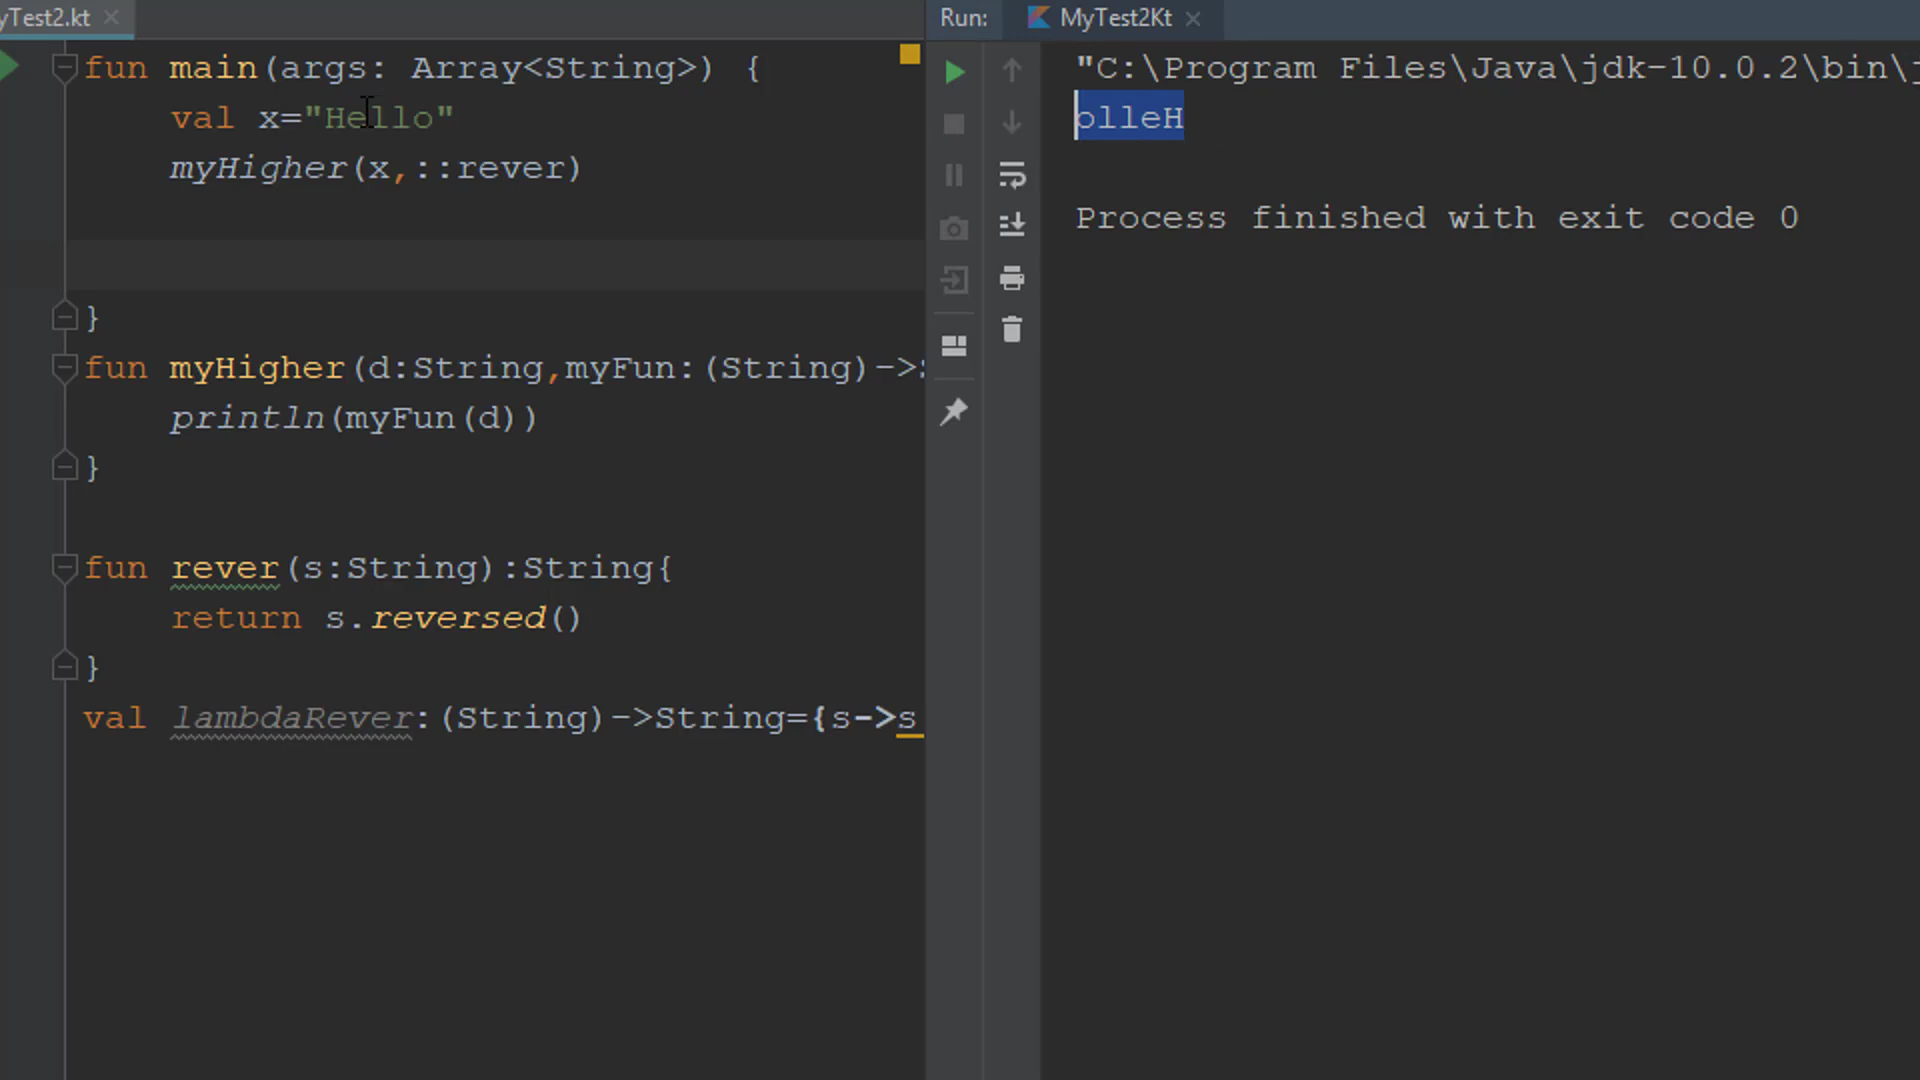 yTest2.kt
fun main(args: Array<String>) {
val x="Hello"
myHigher(x,::rever)
}
fun myHigher(d:String,myFun:(String)->
println(myFun(d))
}
fun rever(s:String):String{
return s.reversed()
}
val lambdaRever:(String)->String={s->s
Run: MyTest2Kt
"C:\Program Files\Java\jdk-10.0.2\bin\j
olleH
Process finished with exit code 0